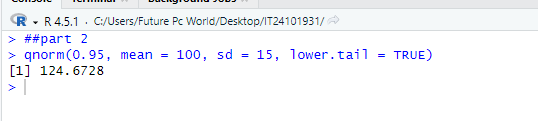 Console Terminal Background Jobs
R 4.5.1 · C:/Users/Future Pc World/Desktop/IT24101931/
> ##part 2
> qnorm(0.95, mean = 100, sd = 15, lower.tail = TRUE)
[1] 124.6728
>